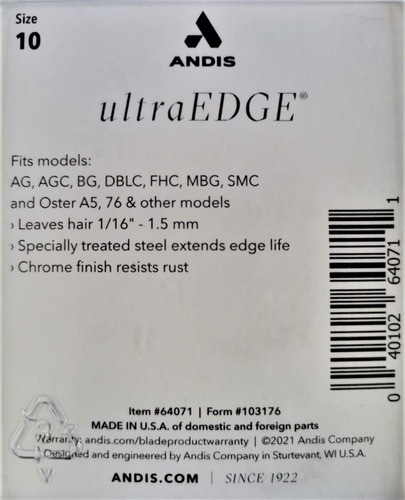 Size
10
ANDIS
ultraEDGE®
Fits models:
AG, AGC, BG, DBLC, FHC, MBG, SMC
and Oster A5, 76 & other models
› Leaves hair 1/16" - 1.5 mm
› Specially treated steel extends edge life
› Chrome finish resists rust
0 40102 64071 1
Item #64071 | Form #103176
MADE IN U.S.A. of domestic and foreign parts
Warranty: andis.com/bladeproductwarranty | ©2021 Andis Company
Designed and engineered by Andis Company in Sturtevant, WI U.S.A.
ANDIS.COM | SINCE 1922